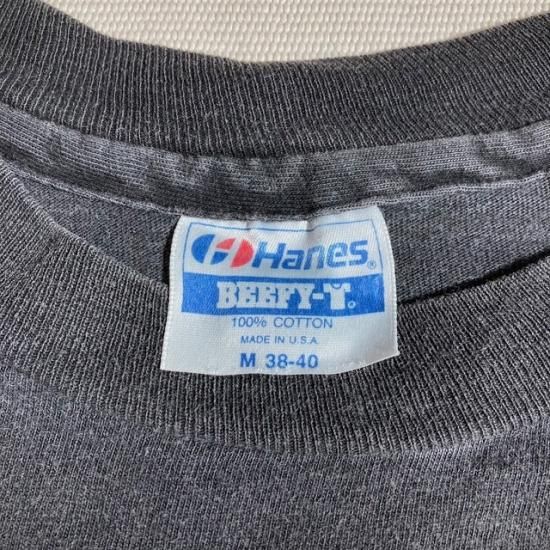 Hanes®
BEEFY-T®
100% COTTON
MADE IN U.S.A.
M 38-40